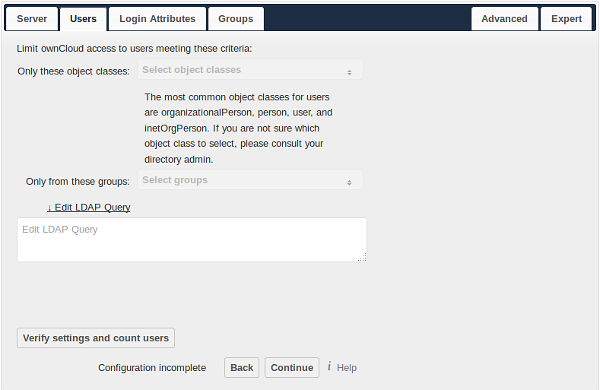 Server Users Login Attributes Groups Advanced Expert
Limit ownCloud access to users meeting these criteria:
Only these object classes: Select object classes
The most common object classes for users
are organizationalPerson, person, user, and
inetOrgPerson. If you are not sure which
object class to select, please consult your
directory admin.
Only from these groups: Select groups
↓ Edit LDAP Query
Edit LDAP Query
Verify settings and count users
Configuration incomplete Back Continue i Help